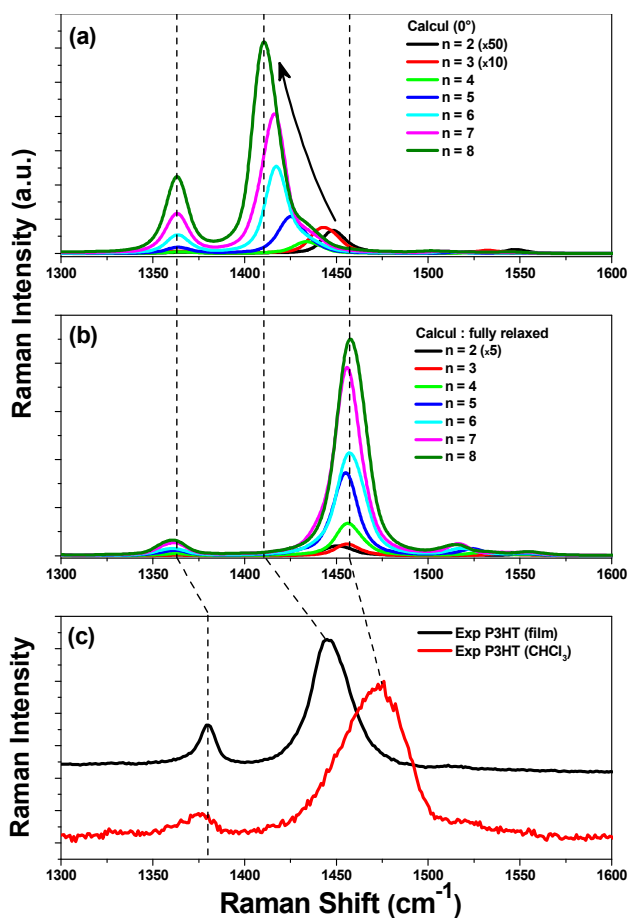 (a)
Calcul (0°)
n = 2 (x50)
n = 3 (x10)
n = 4
n = 5
n = 6
n = 7
n = 8
1300 1350 1400 1450 1500 1550 1600
Raman Intensity (a.u.)
(b)
Calcul : fully relaxed
n = 2 (x5)
n = 3
n = 4
n = 5
n = 6
n = 7
n = 8
1300 1350 1400 1450 1500 1550 1600
(c)
Exp P3HT (film)
Exp P3HT (CHCl₃)
Raman Intensity
1300 1350 1400 1450 1500 1550 1600
Raman Shift (cm⁻¹)